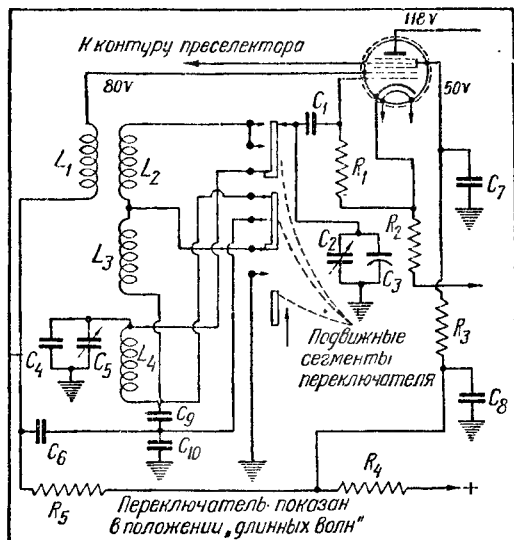 118v
К контуру преселектора
80v
50v
C1
L1
L2
R1
C7
L3
C2
C3
R2
R3
C4
C5
L4
Подвижные
сегменты
переключателя
C8
C9
C6
C10
R4
+
R5
Переключатель показан
в положении „длинных волн"